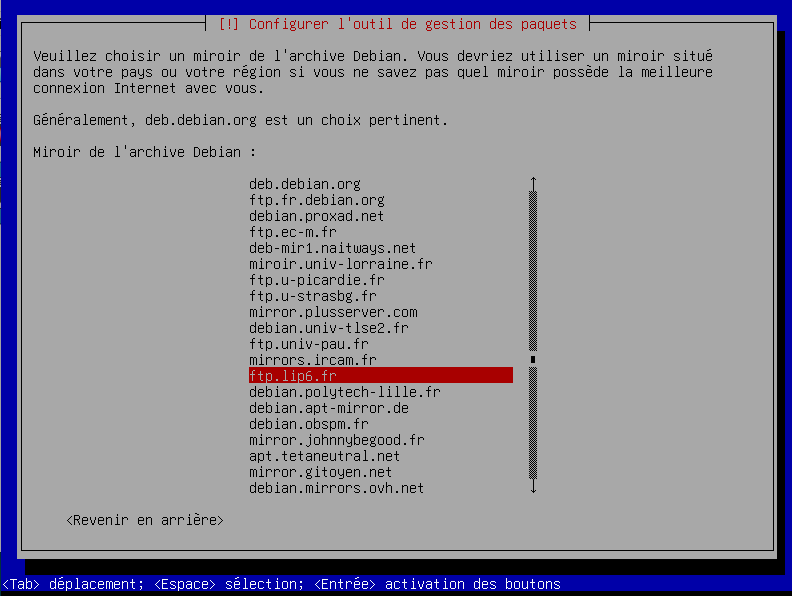 [!] Configurer l'outil de gestion des paquets
Veuillez choisir un miroir de l'archive Debian. Vous devriez utiliser un miroir situé
dans votre pays ou votre région si vous ne savez pas quel miroir possède la meilleure
connexion Internet avec vous.
Généralement, deb.debian.org est un choix pertinent.
Miroir de l'archive Debian :
deb.debian.org
ftp.fr.debian.org
debian.proxad.net
ftp.ec-m.fr
deb-mir1.naitways.net
miroir.univ-lorraine.fr
ftp.u-picardie.fr
ftp.u-strasbg.fr
mirror.plusserver.com
debian.univ-tlse2.fr
ftp.univ-pau.fr
mirrors.ircam.fr
ftp.lip6.fr
debian.polytech-lille.fr
debian.apt-mirror.de
debian.obspm.fr
mirror.johnnybegood.fr
apt.tetaneutral.net
mirror.gitoyen.net
debian.mirrors.ovh.net
<Revenir en arrière>
<Tab> déplacement; <Espace> sélection; <Entrée> activation des boutons